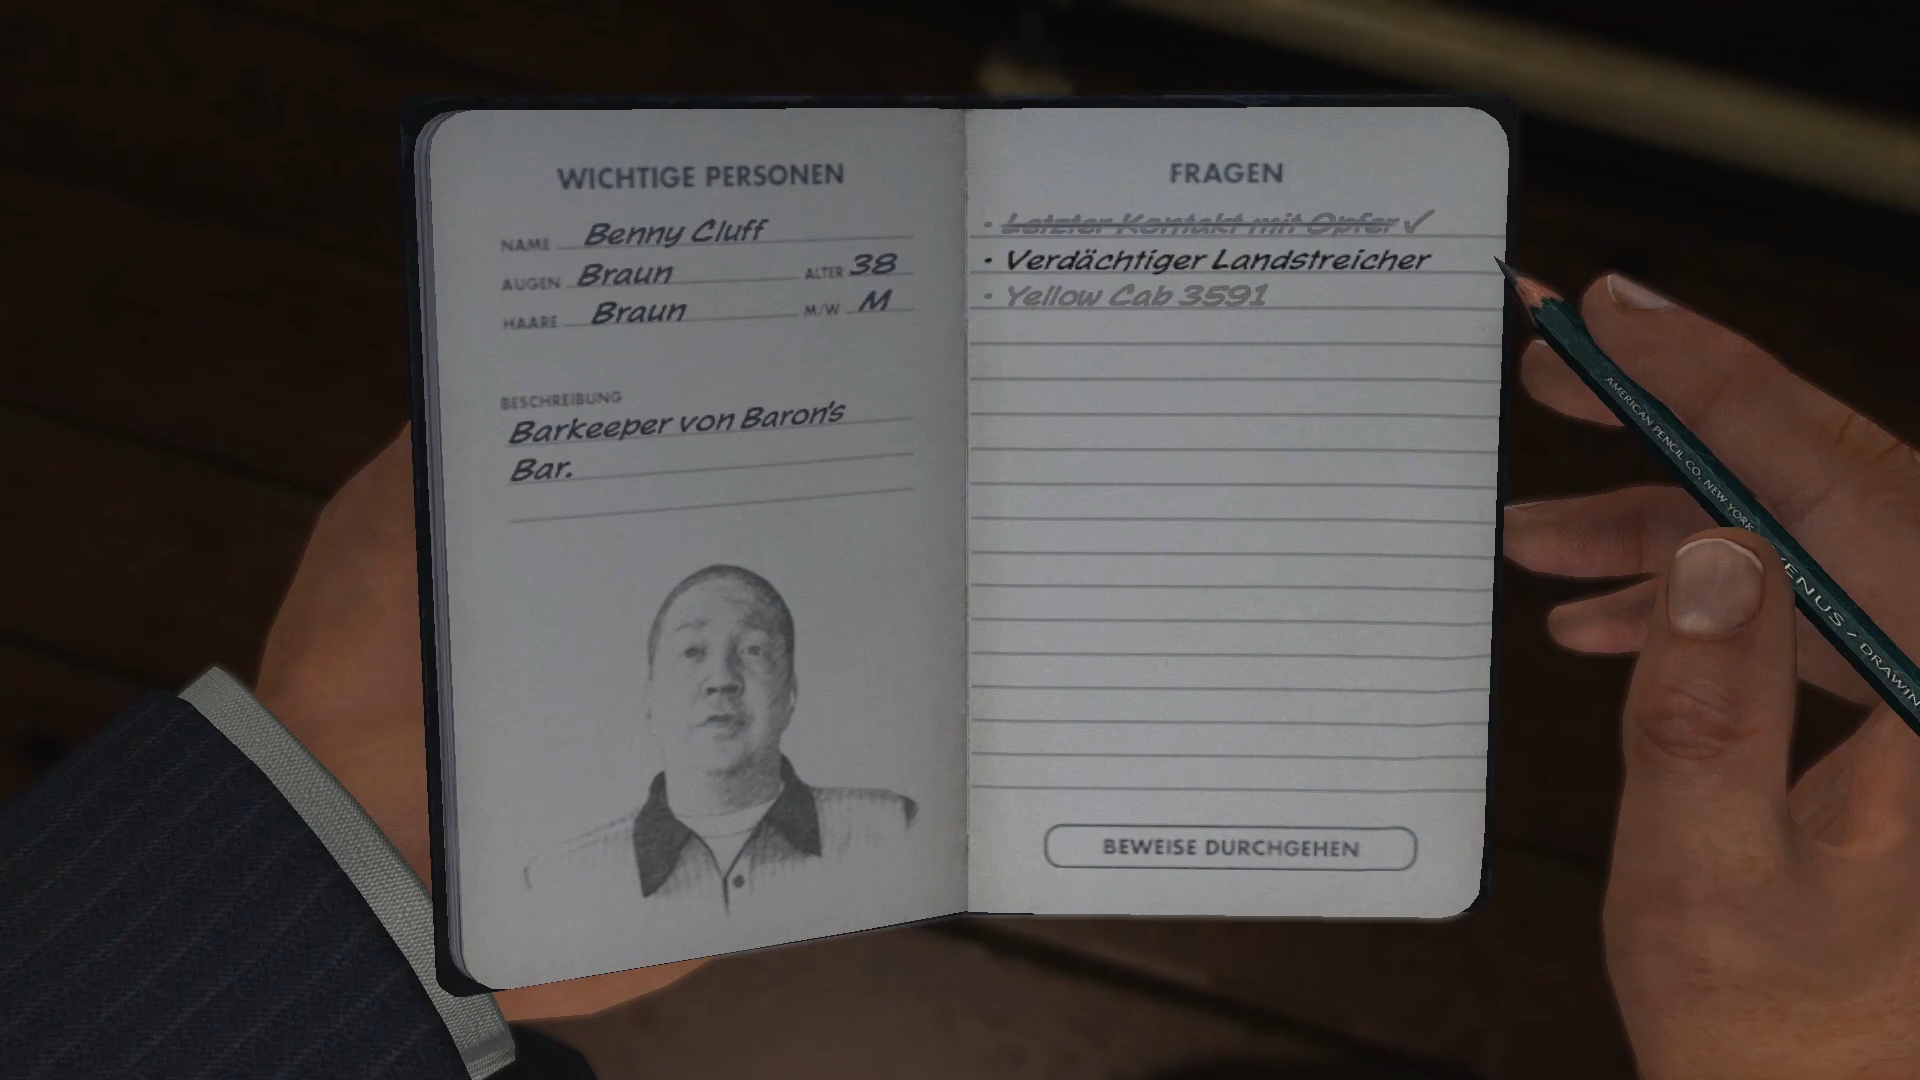 WICHTIGE PERSONEN
NAME Benny Cluff
AUGEN Braun ALTER 38
HAARE Braun M/W M
BESCHREIBUNG
Barkeeper von Baron's
Bar.
FRAGEN
· Letzter Kontakt mit Opfer ✓
· Verdächtiger Landstreicher
· Yellow Cab 3591
BEWEISE DURCHGEHEN
AMERICAN PENCIL CO. NEW YORK VENUS / DRAWIN